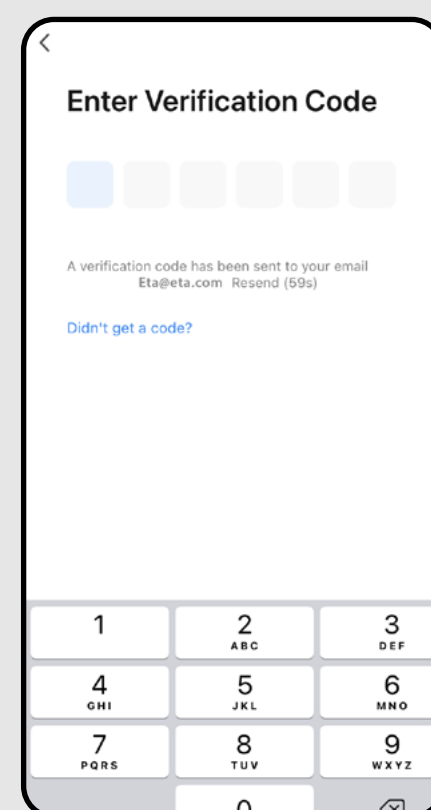 Enter Verification Code
A verification code has been sent to your email
Eta@eta.com Resend (59s)
Didn't get a code?
1 2 3
ABC DEF
4 5 6
GHI JKL MNO
7 8 9
PQRS TUV WXYZ
0